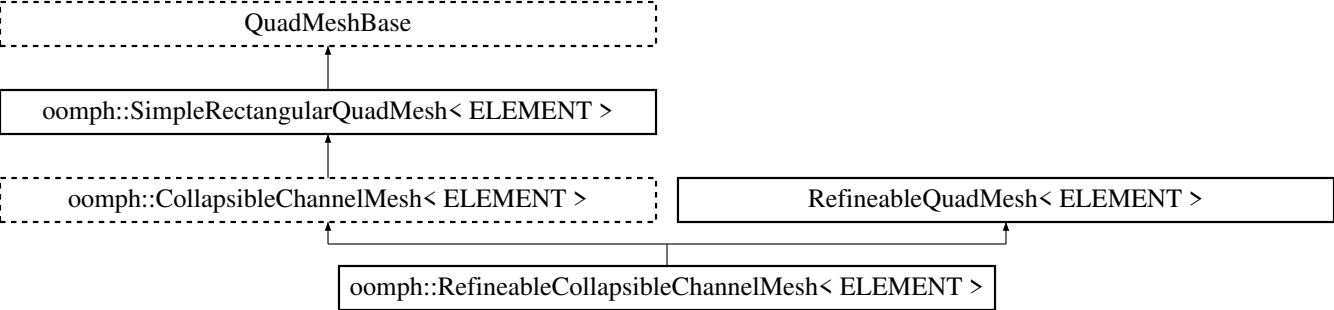 QuadMeshBase
oomph::SimpleRectangularQuadMesh< ELEMENT >
oomph::CollapsibleChannelMesh< ELEMENT >
RefineableQuadMesh< ELEMENT >
oomph::RefineableCollapsibleChannelMesh< ELEMENT >